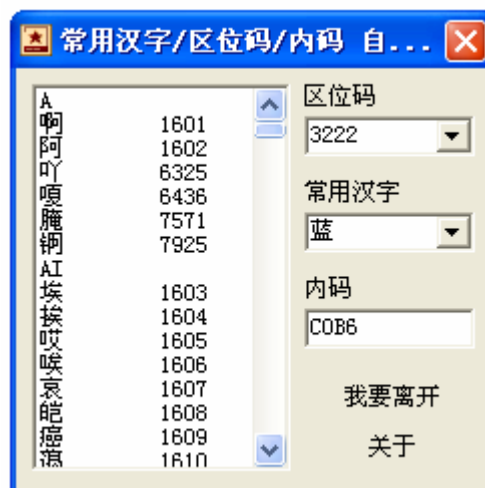 常用汉字/区位码/内码 自...
A
啊 1601
阿 1602
吖 6325
嗄 6436
腌 7571
锕 7925
AI
埃 1603
挨 1604
哎 1605
唉 1606
哀 1607
皑 1608
癌 1609
蔼 1610
区位码
3222
常用汉字
蓝
内码
C0B6
我要离开
关于